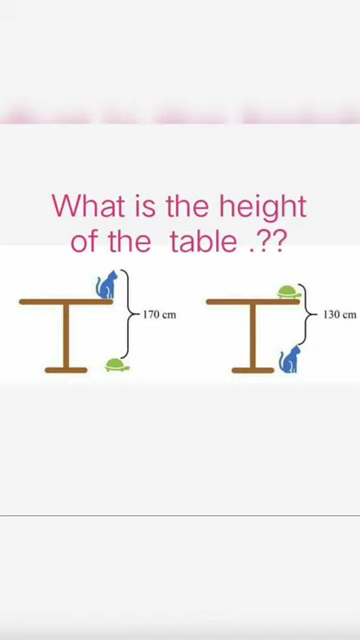 What is the height
of the table .??
170 cm
130 cm